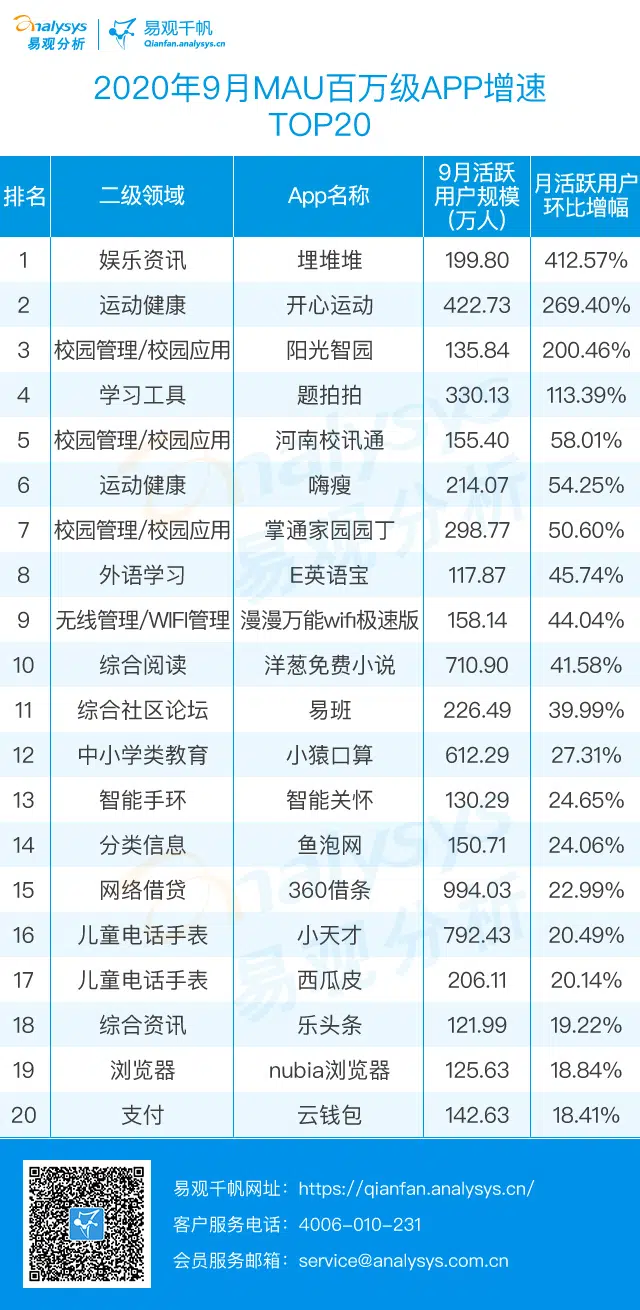 analysys 易观分析
易观千帆
Qianfan.analysys.cn
2020年9月MAU百万级APP增速
TOP20
排名 二级领域 App名称 9月活跃用户规模(万人) 月活跃用户环比增幅
1 娱乐资讯 埋堆堆 199.80 412.57%
2 运动健康 开心运动 422.73 269.40%
3 校园管理/校园应用 阳光智园 135.84 200.46%
4 学习工具 题拍拍 330.13 113.39%
5 校园管理/校园应用 河南校讯通 155.40 58.01%
6 运动健康 嗨瘦 214.07 54.25%
7 校园管理/校园应用 掌通家园园丁 298.77 50.60%
8 外语学习 E英语宝 117.87 45.74%
9 无线管理/WIFI管理 漫漫万能wifi极速版 158.14 44.04%
10 综合阅读 洋葱免费小说 710.90 41.58%
11 综合社区论坛 易班 226.49 39.99%
12 中小学类教育 小猿口算 612.29 27.31%
13 智能手环 智能关怀 130.29 24.65%
14 分类信息 鱼泡网 150.71 24.06%
15 网络借贷 360借条 994.03 22.99%
16 儿童电话手表 小天才 792.43 20.49%
17 儿童电话手表 西瓜皮 206.11 20.14%
18 综合资讯 乐头条 121.99 19.22%
19 浏览器 nubia浏览器 125.63 18.84%
20 支付 云钱包 142.63 18.41%
易观千帆网址：https://qianfan.analysys.cn/
客户服务电话：4006-010-231
会员服务邮箱：service@analysys.com.cn